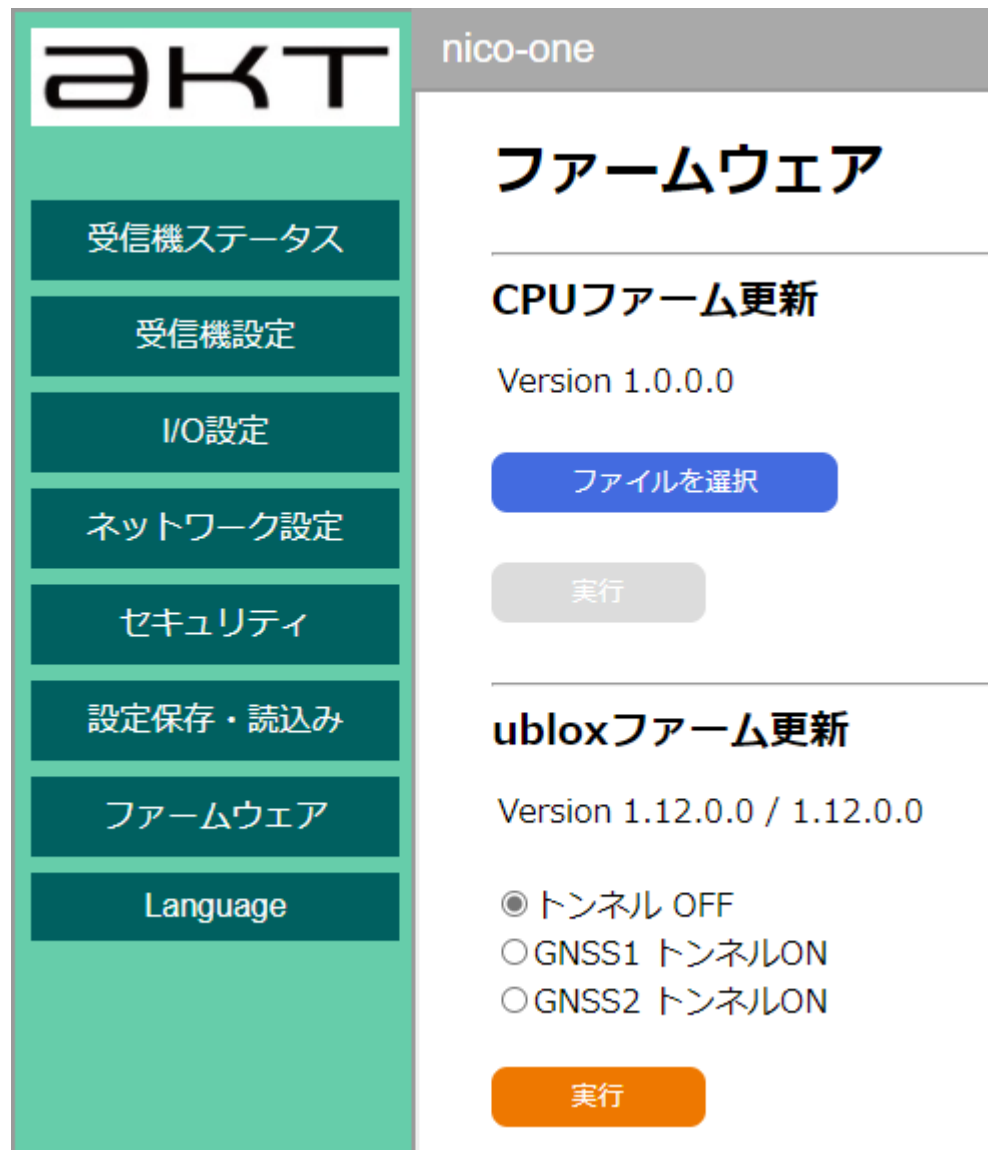 AKT
nico-one
受信機ステータス
受信機設定
I/O設定
ネットワーク設定
セキュリティ
設定保存・読込み
ファームウェア
Language
ファームウェア
CPUファーム更新
Version 1.0.0.0
ファイルを選択
実行
ubloxファーム更新
Version 1.12.0.0 / 1.12.0.0
トンネル OFF
GNSS1 トンネルON
GNSS2 トンネルON
実行